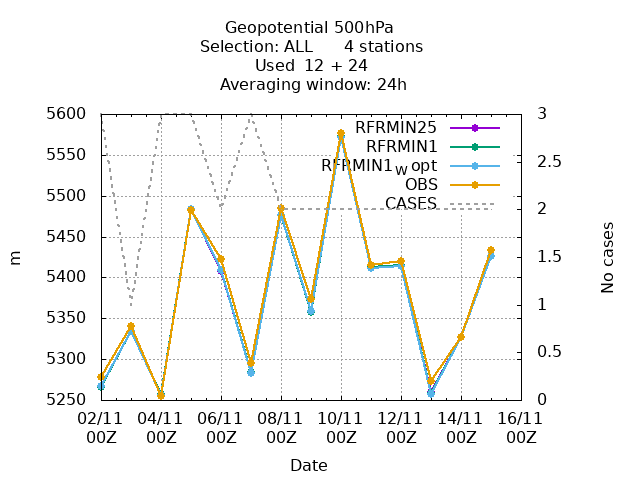 Geopotential 500hPa
Selection: ALL 4 stations
Used 12 + 24
Averaging window: 24h
RFRMIN25
RFRMIN1
RFRMIN1w opt
OBS
CASES
5600
5550
5500
5450
5400
5350
5300
5250
m
3
2.5
2
1.5
1
0.5
0
No cases
02/11 04/11 06/11 08/11 10/11 12/11 14/11 16/11
00Z 00Z 00Z 00Z 00Z 00Z 00Z 00Z
Date